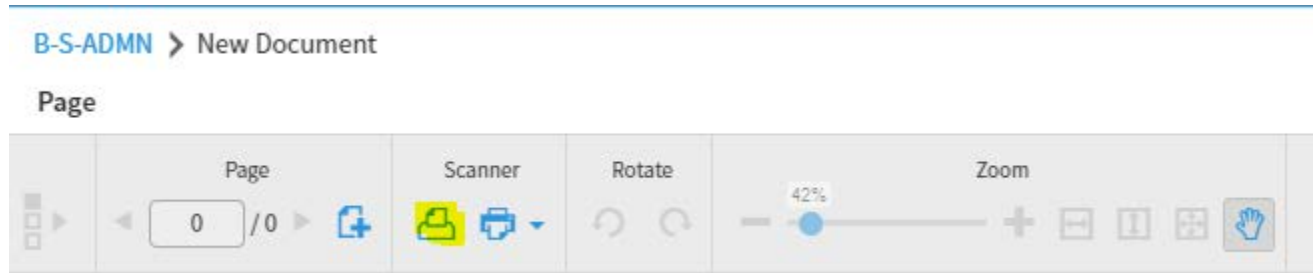 B-S-ADMN > New Document
Page
Page Scanner Rotate Zoom
42%
0 / 0